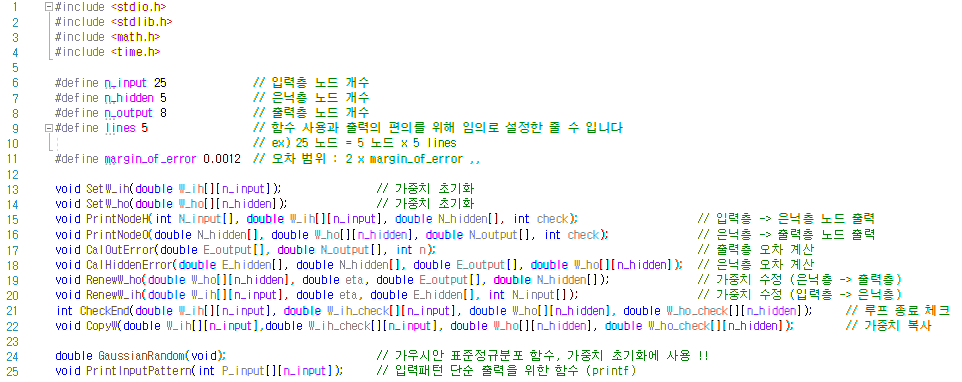 1 #include <stdio.h>
2 #include <stdlib.h>
3 #include <math.h>
4 #include <time.h>
5
6 #define n_input 25 // 입력층 노드 개수
7 #define n_hidden 5 // 은닉층 노드 개수
8 #define n_output 8 // 출력층 노드 개수
9 #define lines 5 // 함수 사용과 출력의 편의를 위해 임의로 설정한 줄 수 입니다
10 // ex) 25 노드 = 5 노드 x 5 lines
11 #define margin_of_error 0.0012 // 오차 범위 : 2 x margin_of_error ,,
12
13 void SetW_ih(double W_ih[][n_input]); // 가중치 초기화
14 void SetW_ho(double W_ho[][n_hidden]); // 가중치 초기화
15 void PrintNodeH(int N_input[], double W_ih[][n_input], double N_hidden[], int check); // 입력층 -> 은닉층 노드 출력
16 void PrintNodeO(double N_hidden[], double W_ho[][n_hidden], double N_output[], int check); // 은닉층 -> 출력층 노드 출력
17 void CalOutError(double E_output[], double N_output[], int n); // 출력층 오차 계산
18 void CalHiddenError(double E_hidden[], double N_hidden[], double E_output[], double W_ho[][n_hidden]); // 은닉층 오차 계산
19 void RenewW_ho(double W_ho[][n_hidden], double eta, double E_output[], double N_hidden[]); // 가중치 수정 (은닉층 -> 출력층)
20 void RenewW_ih(double W_ih[][n_input], double eta, double E_hidden[], int N_input[]); // 가중치 수정 (입력층 -> 은닉층)
21 int CheckEnd(double W_ih[][n_input], double W_ih_check[][n_input], double W_ho[][n_hidden], double W_ho_check[][n_hidden]); // 루프 종료 체크
22 void CopyW(double W_ih[][n_input],double W_ih_check[][n_input], double W_ho[][n_hidden], double W_ho_check[][n_hidden]); // 가중치 복사
23
24 double GaussianRandom(void); // 가우시안 표준정규분포 함수, 가중치 초기화에 사용 !!
25 void PrintInputPattern(int P_input[][n_input]); // 입력패턴 단순 출력을 위한 함수 (printf)